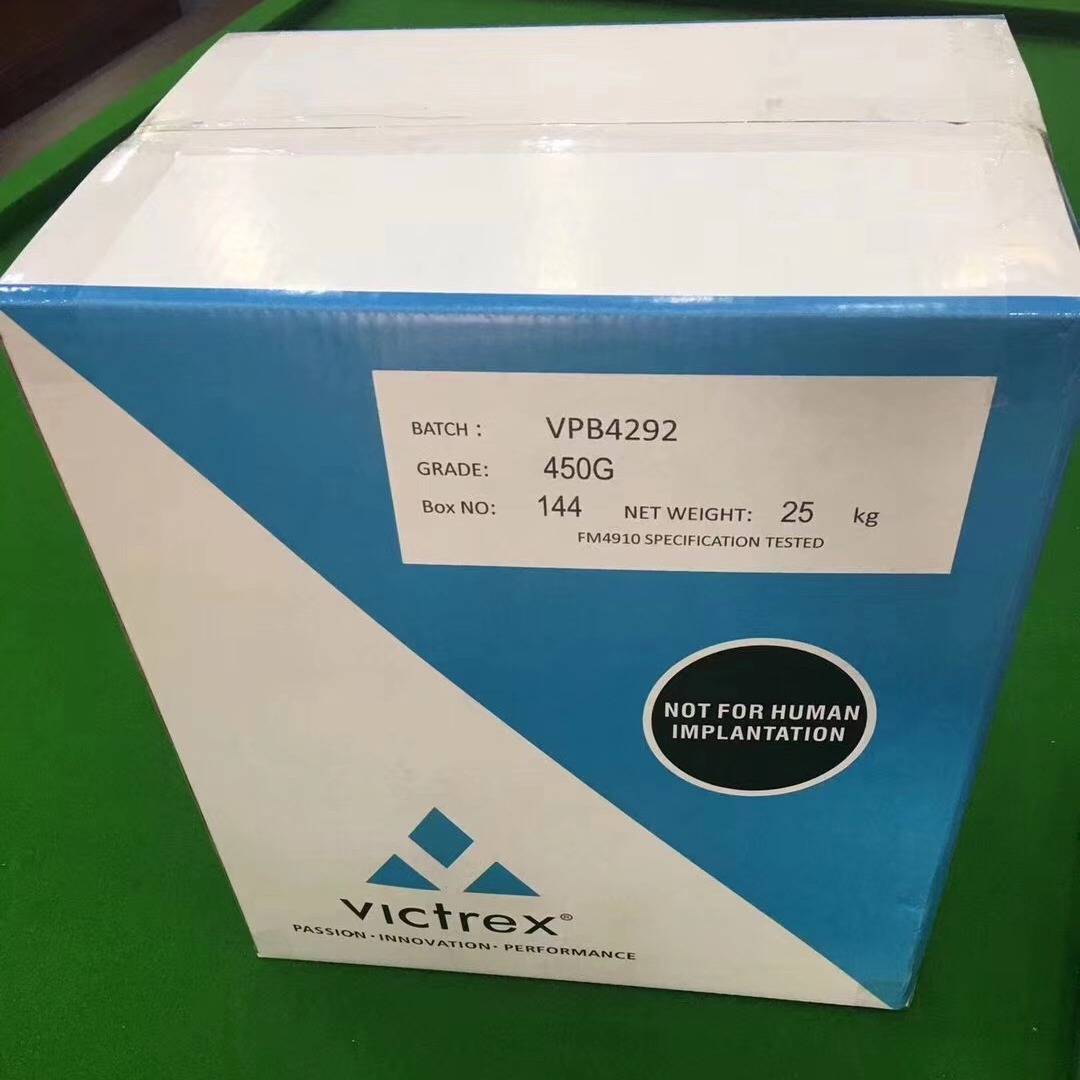 BATCH : VPB4292
GRADE: 450G
Box NO: 144 NET WEIGHT: 25 kg
FM4910 SPECIFICATION TESTED
NOT FOR HUMAN
IMPLANTATION
victrex®
PASSION · INNOVATION · PERFORMANCE